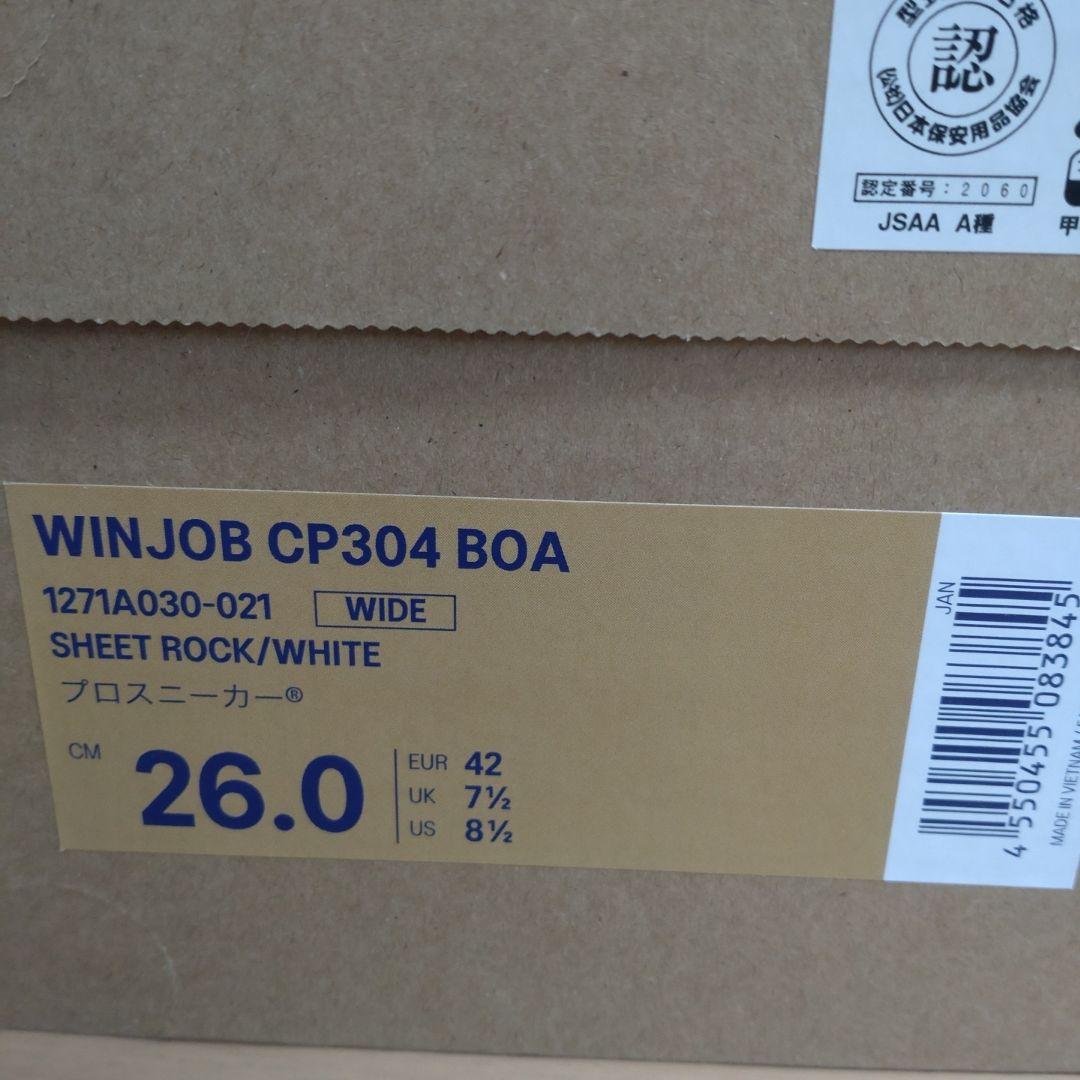 認
(公社)日本保安用品協会
認定番号:2060
JSAA A種
甲
WINJOB CP304 BOA
1271A030-021 WIDE
SHEET ROCK/WHITE
プロスニーカー®
CM 26.0
EUR 42
UK 7½
US 8½
JAN
4 550455 083845
MADE IN VIETNAM